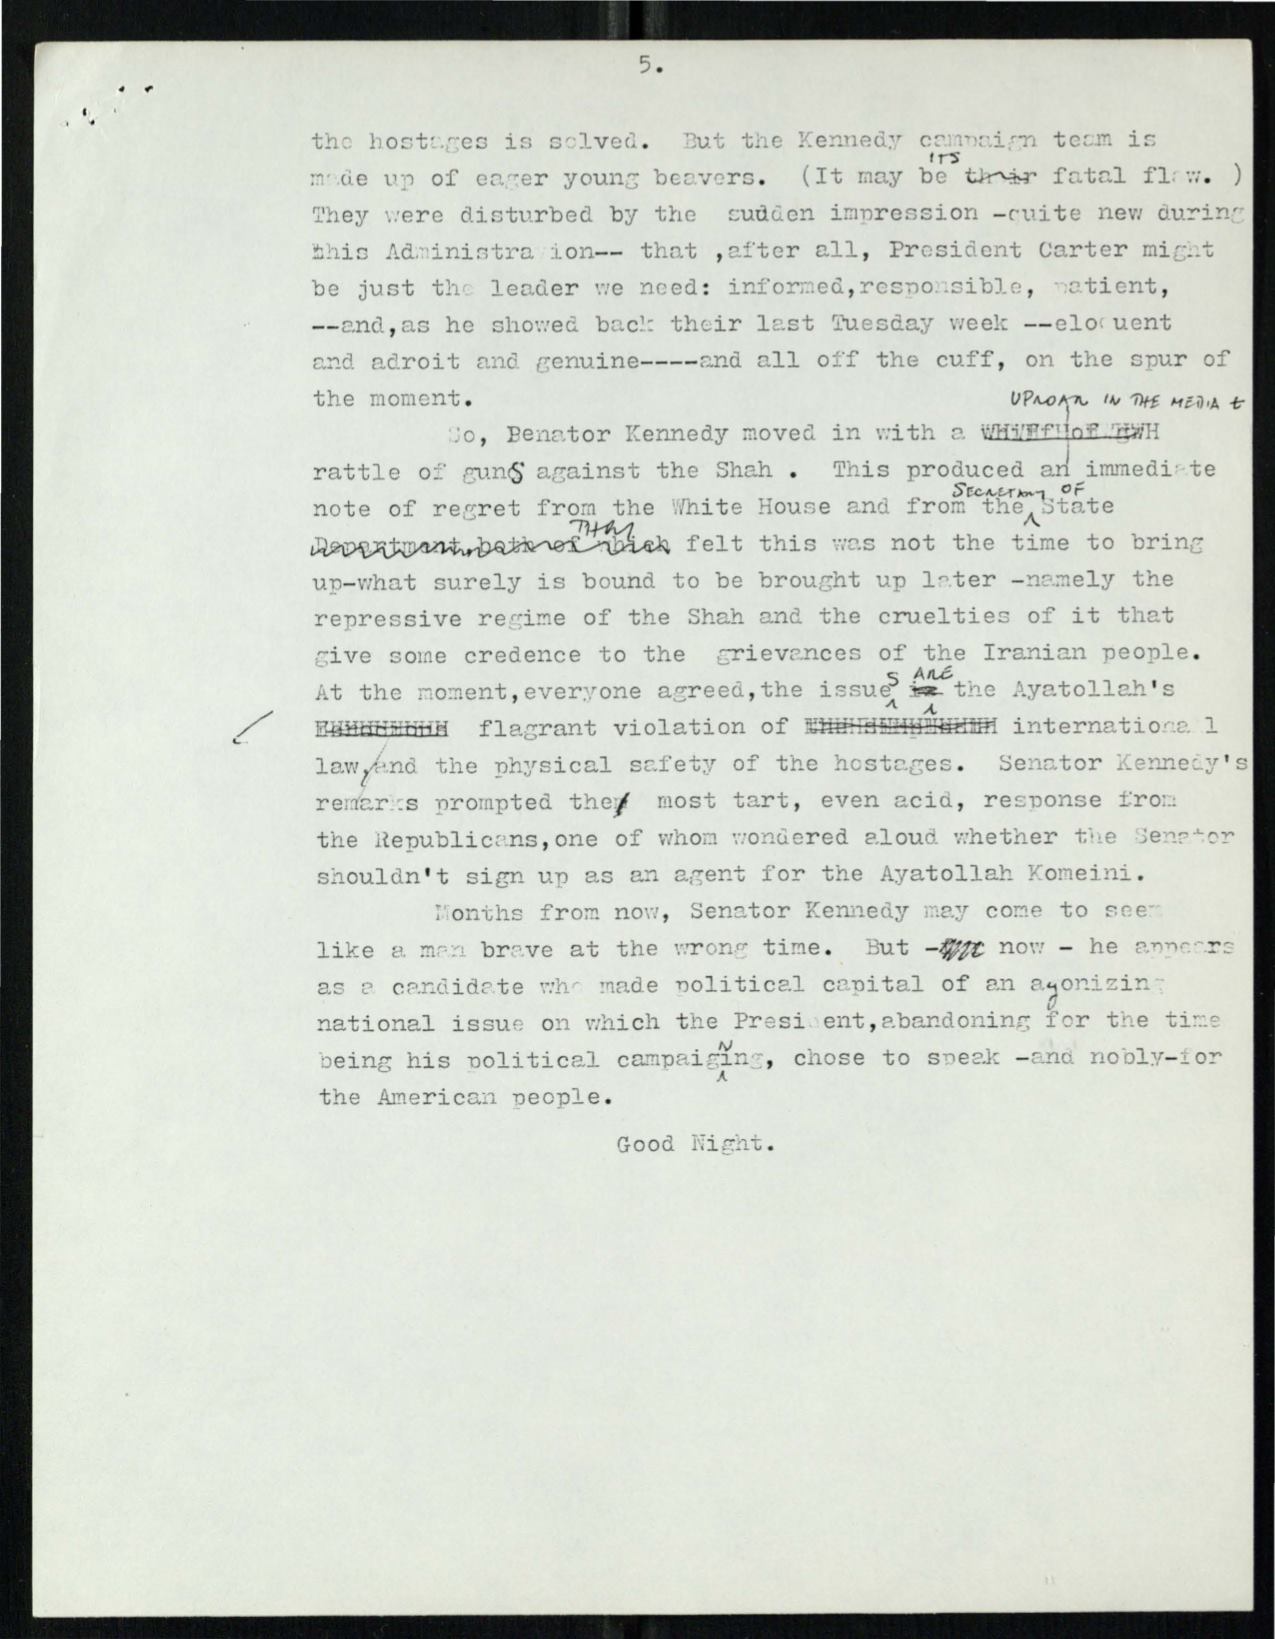 5.
the hostages is solved. But the Kennedy campaign team is
ITS
made up of eager young beavers. (It may be their fatal flaw. )
They were disturbed by the sudden impression -quite new during
this Administra ion-- that ,after all, President Carter might
be just the leader we need: informed,responsible, patient,
--and,as he showed back their last Tuesday week --eloquent
and adroit and genuine----and all off the cuff, on the spur of
the moment.
UPROAR IN THE MEDIA &
So, Benator Kennedy moved in with a
rattle of gunS against the Shah . This produced an immediate
SECRETARY OF
note of regret from the White House and from the State
THEY
Department, both of which felt this was not the time to bring
up-what surely is bound to be brought up later -namely the
repressive regime of the Shah and the cruelties of it that
give some credence to the grievances of the Iranian people.
S ARE
At the moment,everyone agreed,the issue is the Ayatollah's
flagrant violation of internationa l
law,and the physical safety of the hostages. Senator Kennedy's
remarks prompted the most tart, even acid, response from
the Republicans,one of whom wondered aloud whether the Senator
shouldn't sign up as an agent for the Ayatollah Komeini.
Months from now, Senator Kennedy may come to seem
like a man brave at the wrong time. But - now - he appears
as a candidate who made political capital of an agonizing
national issue on which the Presi ent,abandoning for the time
N
being his political campaiging, chose to speak -and nobly-for
the American people.
Good Night.